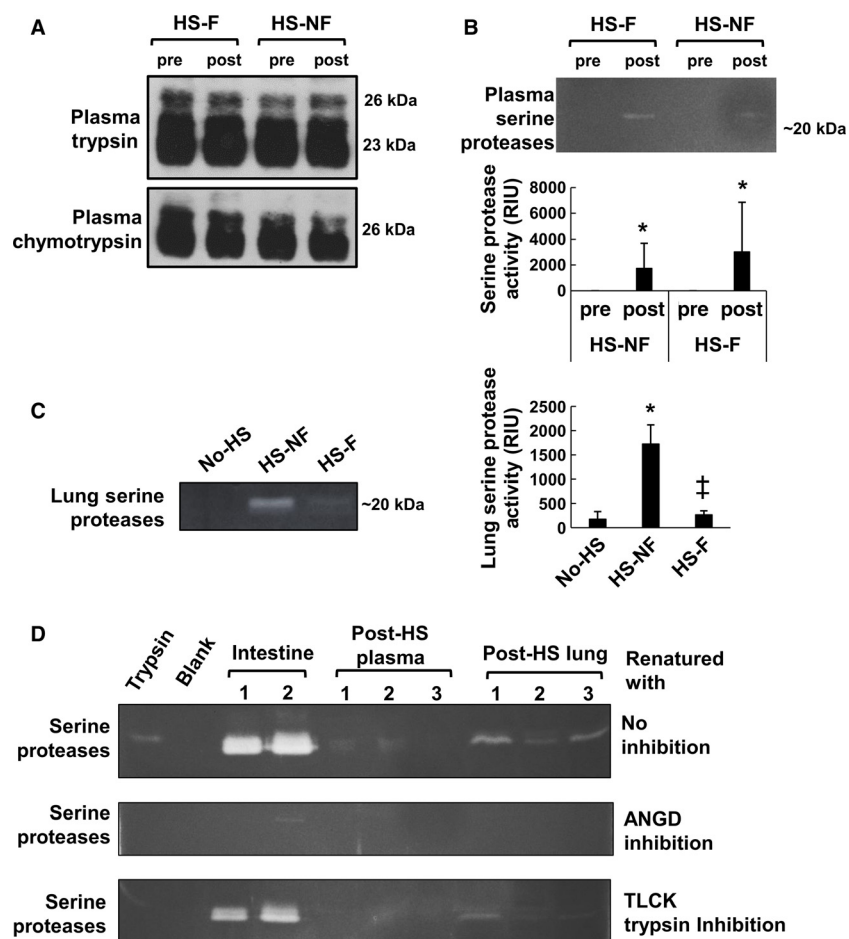 A
HS-F HS-NF
pre post pre post
Plasma
trypsin
26 kDa
23 kDa
Plasma
chymotrypsin
26 kDa
B
HS-F HS-NF
pre post pre post
Plasma
serine
proteases
~20 kDa
Serine protease
activity (RIU)
8000
6000
4000
2000
0
* *
pre post pre post
HS-NF HS-F
C
No-HS HS-NF HS-F
Lung serine
proteases
~20 kDa
Lung serine protease
activity (RIU)
2500
2000
1500
1000
500
0
* ‡
No-HS HS-NF HS-F
D
Trypsin Blank
Intestine
1 2
Post-HS
plasma
1 2 3
Post-HS lung
1 2 3
Renatured
with
Serine
proteases
No
inhibition
Serine
proteases
ANGD
inhibition
Serine
proteases
TLCK
trypsin Inhibition